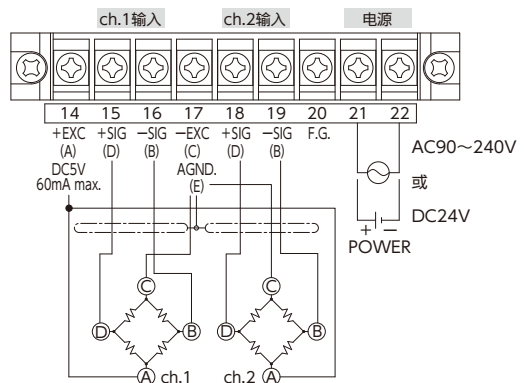 ch.1输入 ch.2输入 电源
14 15 16 17 18 19 20 21 22
+EXC +SIG −SIG −EXC +SIG −SIG F.G.
(A) (D) (B) (C) (D) (B)
DC5V AGND.
60mA max. (E)
AC90～240V
或
DC24V
+ −
POWER
C C
D B D B
A ch.1 ch.2 A